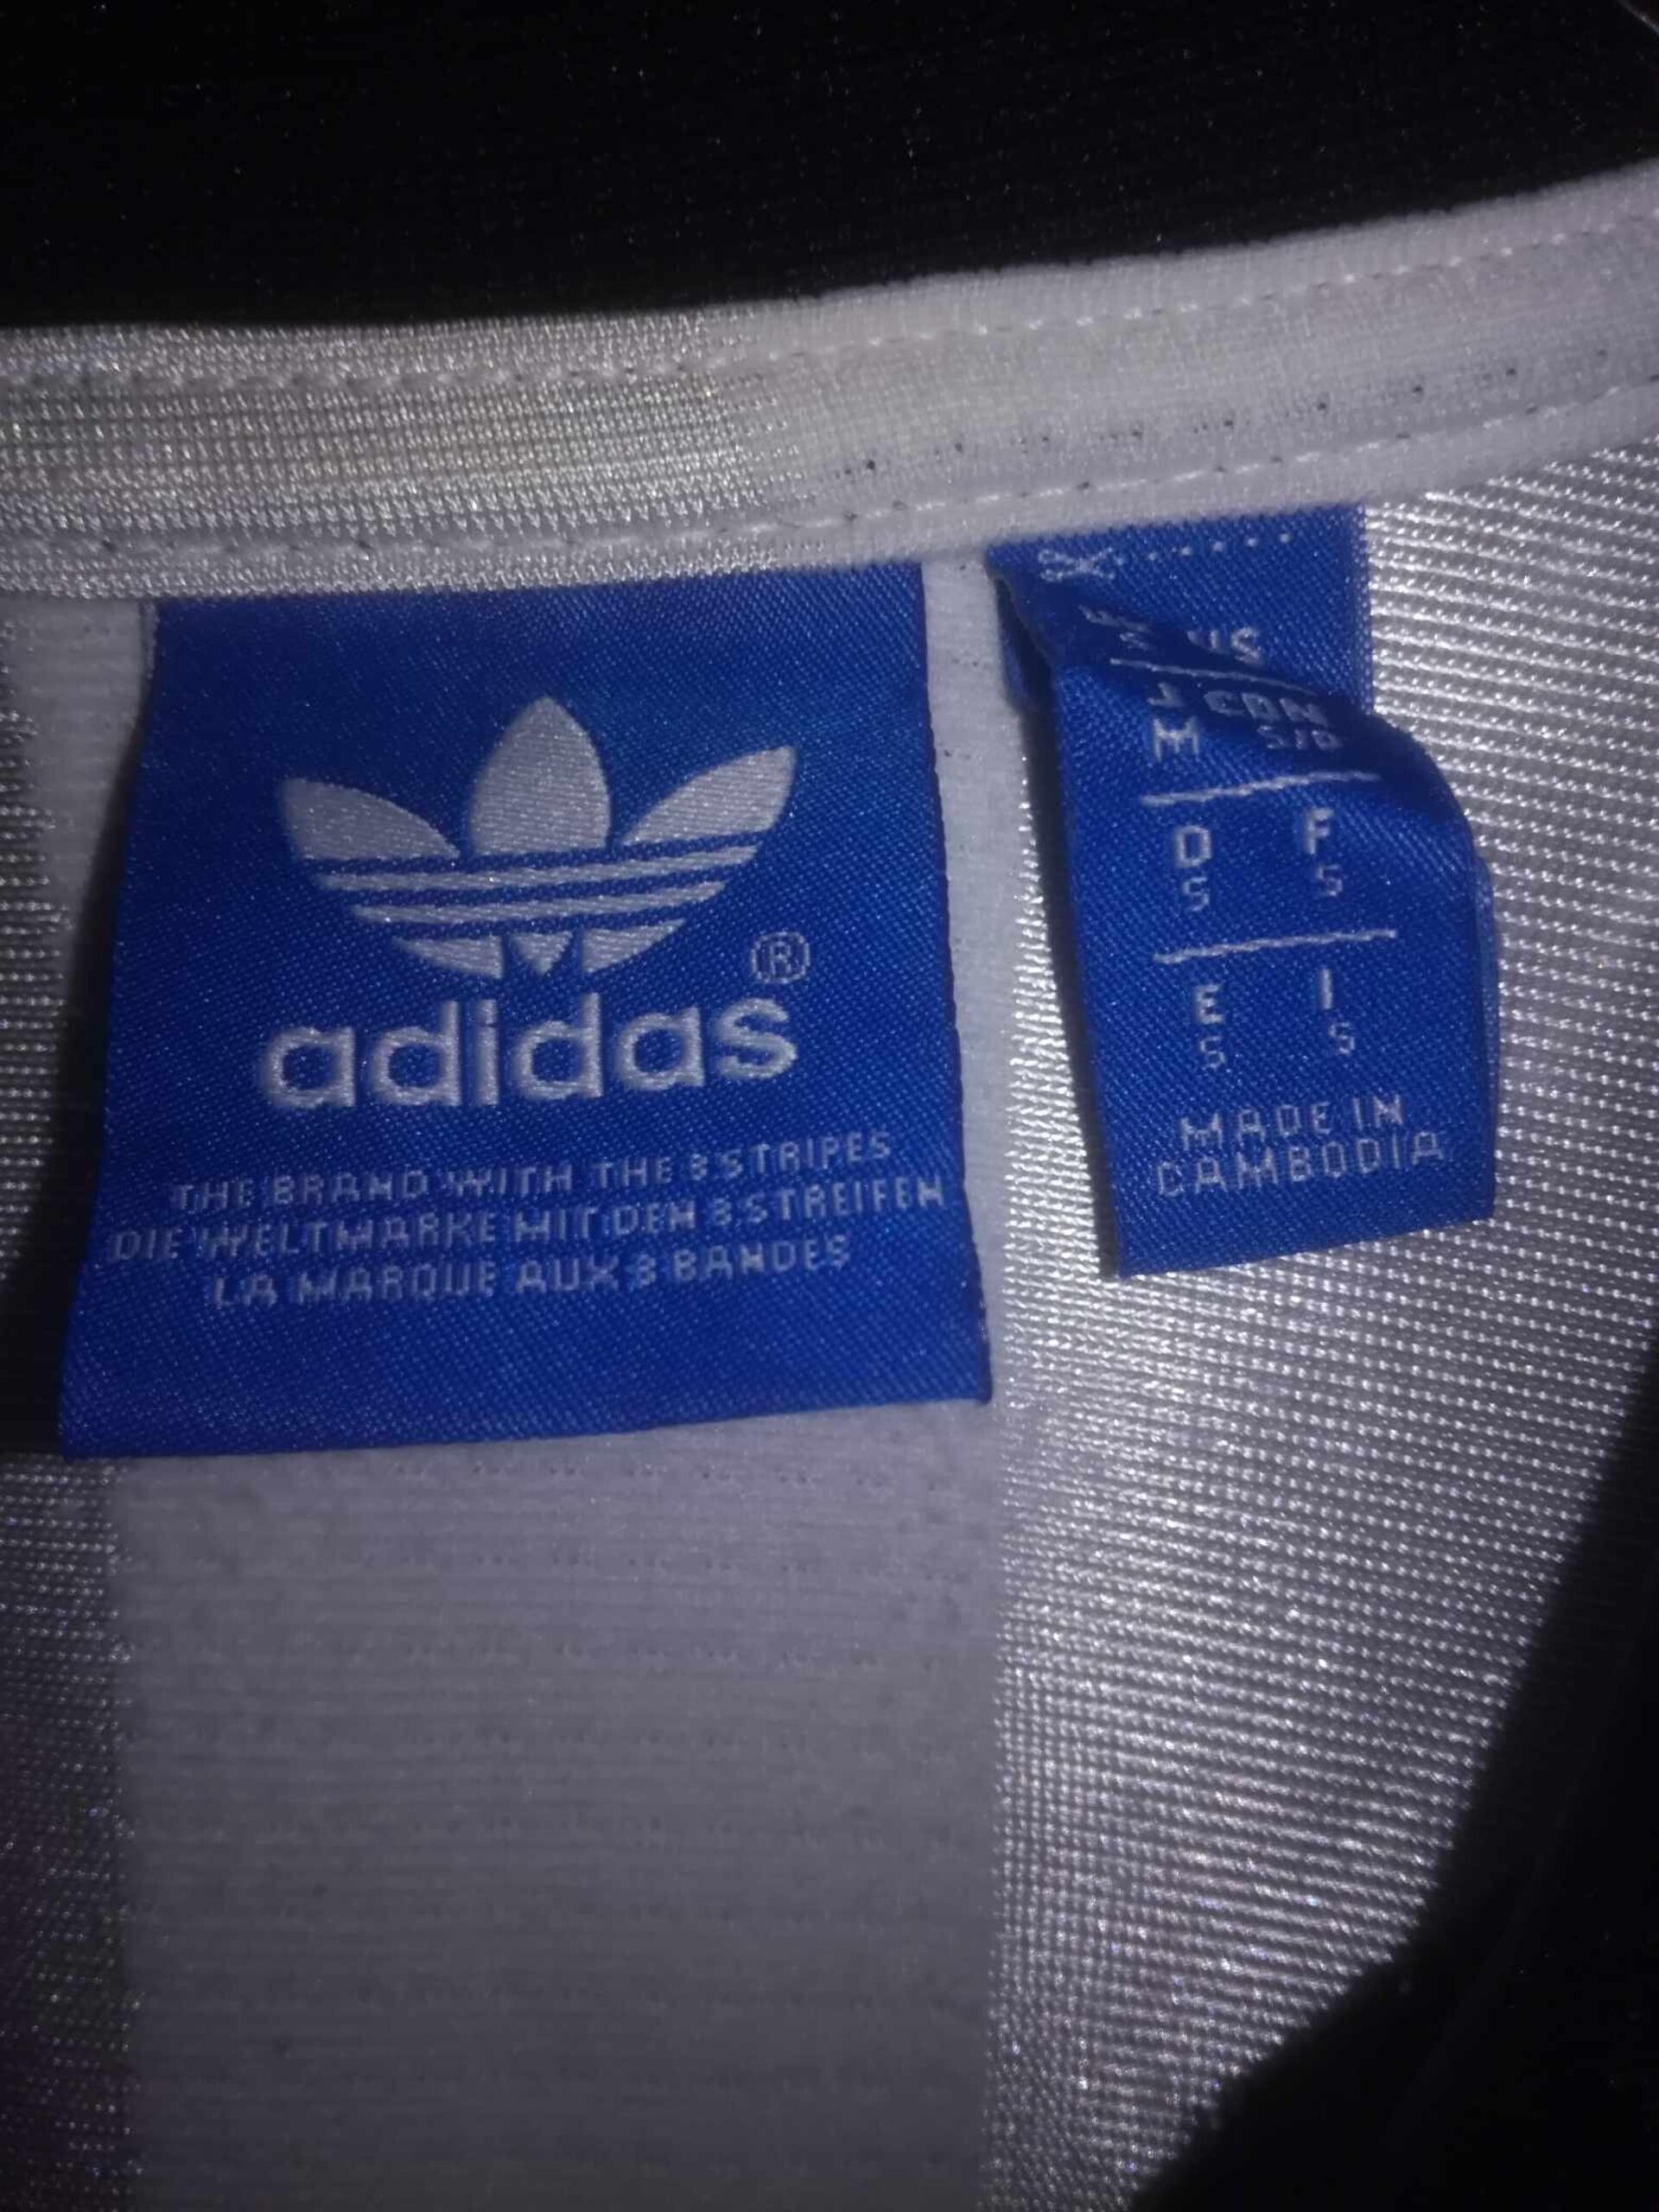 ®
adidas
THE BRAND WITH THE 3 STRIPES
DIE WELTMARKE MIT DEN 3 STREIFEN
LA MARQUE AUX 3 BANDES
US
J CDN
M S/P
D F
S S
E I
S S
MADE IN
CAMBODIA